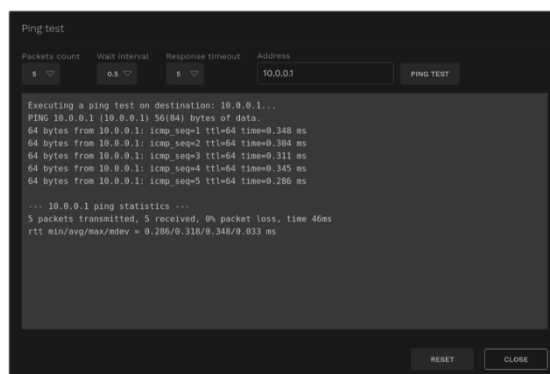 Ping test
Packets count Wait interval Response timeout Address
5 0.5 5 10.0.0.1 PING TEST
Executing a ping test on destination: 10.0.0.1...
PING 10.0.0.1 (10.0.0.1) 56(84) bytes of data.
64 bytes from 10.0.0.1: icmp_seq=1 ttl=64 time=0.348 ms
64 bytes from 10.0.0.1: icmp_seq=2 ttl=64 time=0.304 ms
64 bytes from 10.0.0.1: icmp_seq=3 ttl=64 time=0.311 ms
64 bytes from 10.0.0.1: icmp_seq=4 ttl=64 time=0.345 ms
64 bytes from 10.0.0.1: icmp_seq=5 ttl=64 time=0.286 ms
--- 10.0.0.1 ping statistics ---
5 packets transmitted, 5 received, 0% packet loss, time 46ms
rtt min/avg/max/mdev = 0.286/0.318/0.348/0.033 ms
RESET CLOSE